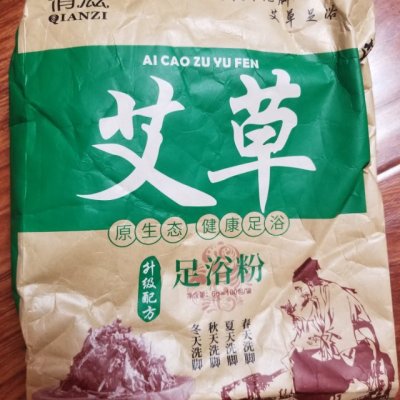 QIANZI
艾草足浴
AI CAO ZU YU FEN
艾草
原生态 健康足浴
升级配方
足浴粉
春天洗脚
夏天洗脚
秋天洗脚
冬天洗脚